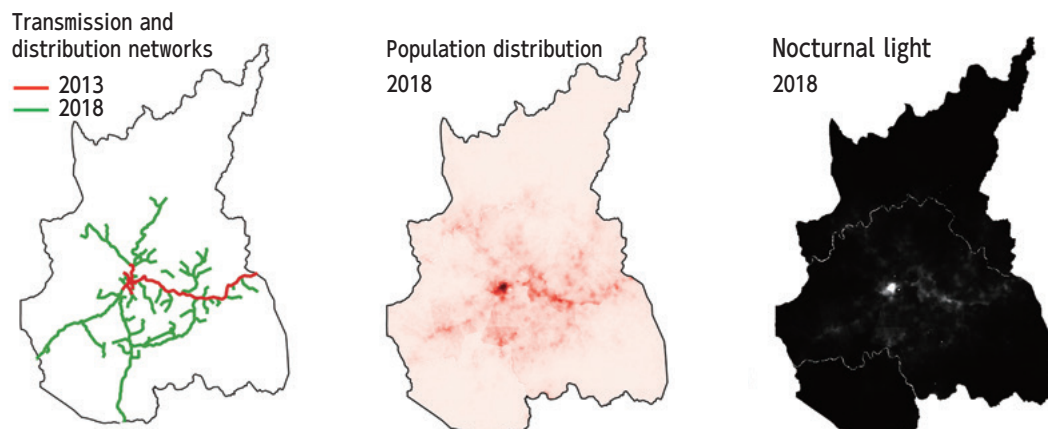 Transmission and
distribution networks
2013
2018
Population distribution
2018
Nocturnal light
2018